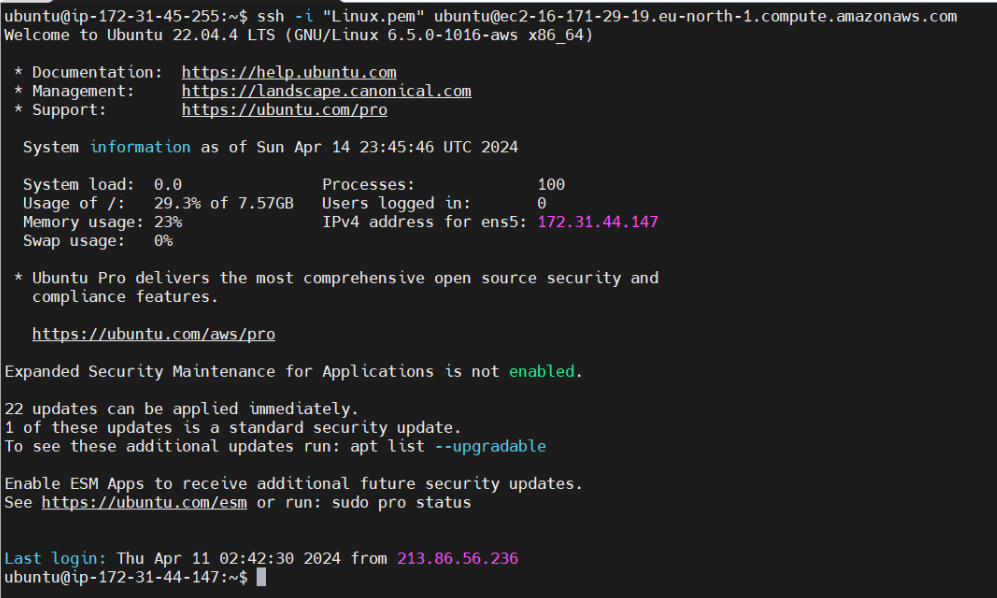 ubuntu@ip-172-31-45-255:~$ ssh -i "Linux.pem" ubuntu@ec2-16-171-29-19.eu-north-1.compute.amazonaws.com
Welcome to Ubuntu 22.04.4 LTS (GNU/Linux 6.5.0-1016-aws x86_64)
* Documentation:  https://help.ubuntu.com
* Management:     https://landscape.canonical.com
* Support:        https://ubuntu.com/pro
System information as of Sun Apr 14 23:45:46 UTC 2024
System load:  0.0               Processes:             100
Usage of /:   29.3% of 7.57GB   Users logged in:       0
Memory usage: 23%               IPv4 address for ens5: 172.31.44.147
Swap usage:   0%
* Ubuntu Pro delivers the most comprehensive open source security and
compliance features.
https://ubuntu.com/aws/pro
Expanded Security Maintenance for Applications is not enabled.
22 updates can be applied immediately.
1 of these updates is a standard security update.
To see these additional updates run: apt list --upgradable
Enable ESM Apps to receive additional future security updates.
See https://ubuntu.com/esm or run: sudo pro status
Last login: Thu Apr 11 02:42:30 2024 from 213.86.56.236
ubuntu@ip-172-31-44-147:~$